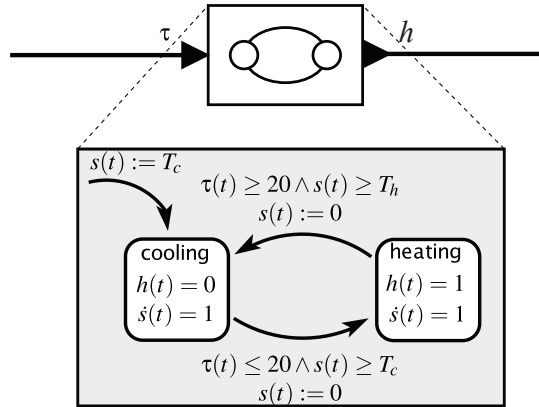 τ
h
s(t) := T_c
τ(t) ≥ 20 ∧ s(t) ≥ T_h
s(t) := 0
cooling
h(t) = 0
ṡ(t) = 1
heating
h(t) = 1
ṡ(t) = 1
τ(t) ≤ 20 ∧ s(t) ≥ T_c
s(t) := 0